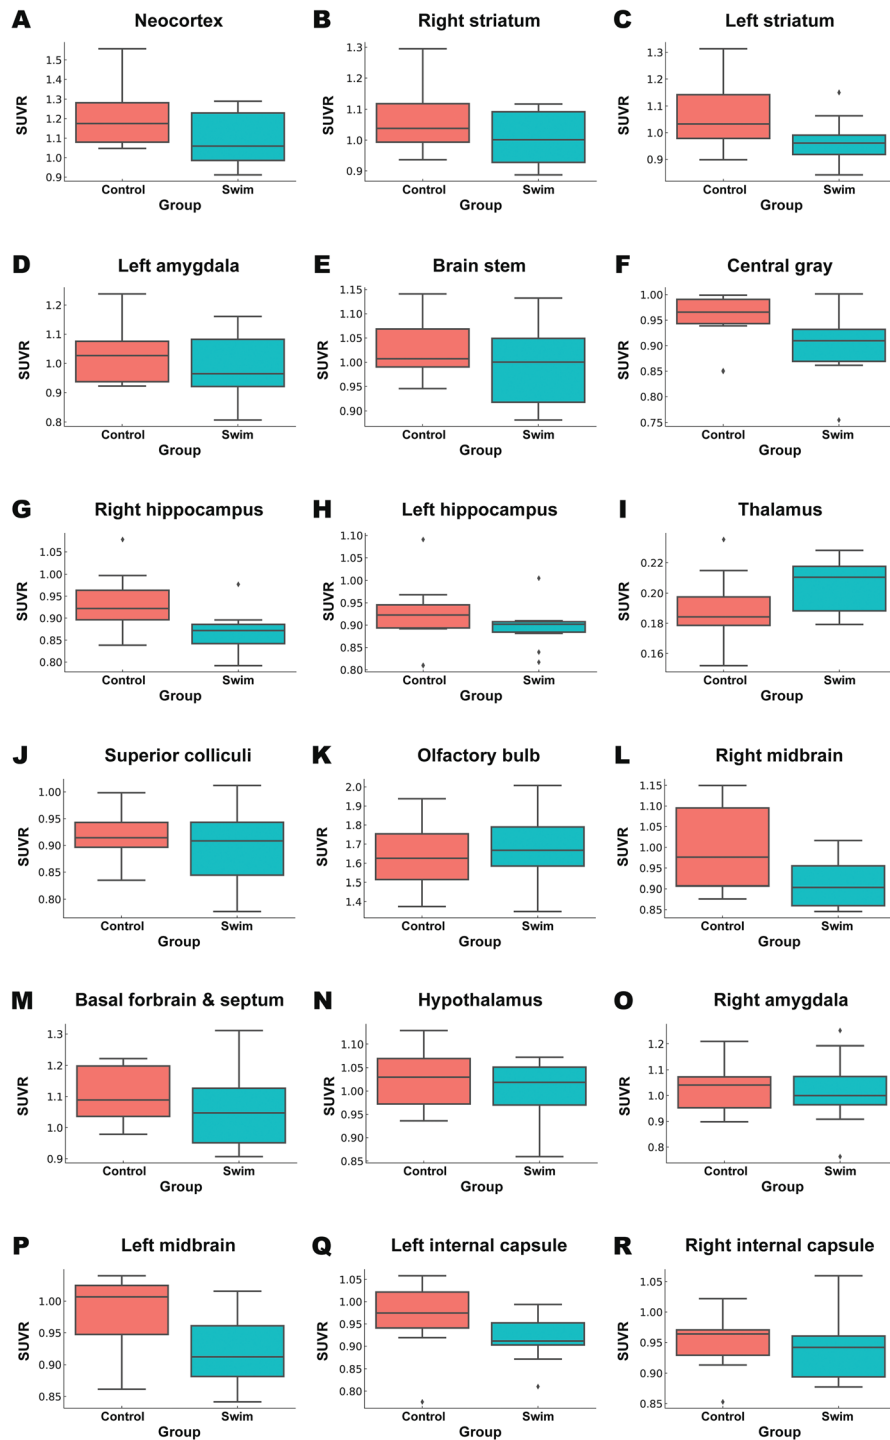 A Neocortex
SUVR
1.5
1.4
1.3
1.2
1.1
1.0
0.9
Control Swim
Group
B Right striatum
SUVR
1.3
1.2
1.1
1.0
0.9
Control Swim
Group
C Left striatum
SUVR
1.3
1.2
1.1
1.0
0.9
Control Swim
Group
D Left amygdala
SUVR
1.2
1.1
1.0
0.9
0.8
Control Swim
Group
E Brain stem
SUVR
1.15
1.10
1.05
1.00
0.95
0.90
Control Swim
Group
F Central gray
SUVR
1.00
0.95
0.90
0.85
0.80
0.75
Control Swim
Group
G Right hippocampus
SUVR
1.05
1.00
0.95
0.90
0.85
0.80
Control Swim
Group
H Left hippocampus
SUVR
1.10
1.05
1.00
0.95
0.90
0.85
0.80
Control Swim
Group
I Thalamus
SUVR
0.22
0.20
0.18
0.16
Control Swim
Group
J Superior colliculi
SUVR
1.00
0.95
0.90
0.85
0.80
Control Swim
Group
K Olfactory bulb
SUVR
2.0
1.9
1.8
1.7
1.6
1.5
1.4
Control Swim
Group
L Right midbrain
SUVR
1.15
1.10
1.05
1.00
0.95
0.90
0.85
Control Swim
Group
M Basal forbrain & septum
SUVR
1.3
1.2
1.1
1.0
0.9
Control Swim
Group
N Hypothalamus
SUVR
1.10
1.05
1.00
0.95
0.90
0.85
Control Swim
Group
O Right amygdala
SUVR
1.2
1.1
1.0
0.9
0.8
Control Swim
Group
P Left midbrain
SUVR
1.00
0.95
0.90
0.85
Control Swim
Group
Q Left internal capsule
SUVR
1.05
1.00
0.95
0.90
0.85
0.80
Control Swim
Group
R Right internal capsule
SUVR
1.05
1.00
0.95
0.90
0.85
Control Swim
Group